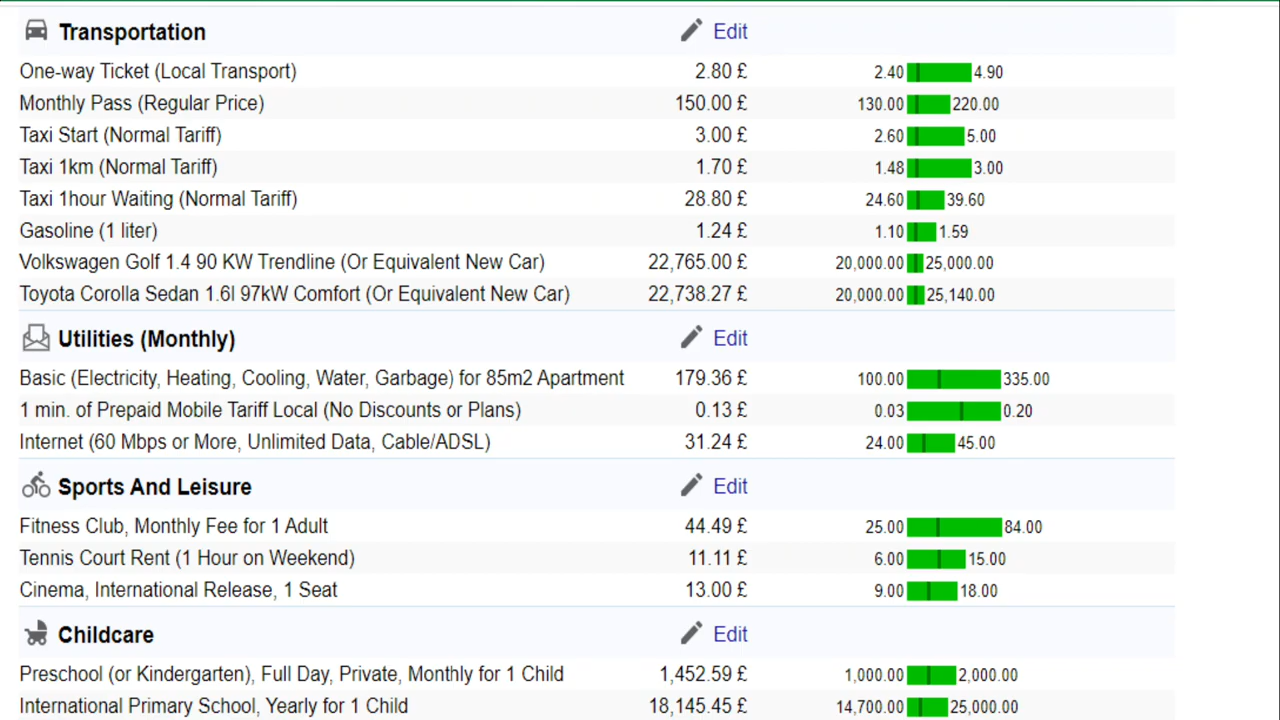 Transportation Edit
One-way Ticket (Local Transport) 2.80 £ 2.40 4.90
Monthly Pass (Regular Price) 150.00 £ 130.00 220.00
Taxi Start (Normal Tariff) 3.00 £ 2.60 5.00
Taxi 1km (Normal Tariff) 1.70 £ 1.48 3.00
Taxi 1hour Waiting (Normal Tariff) 28.80 £ 24.60 39.60
Gasoline (1 liter) 1.24 £ 1.10 1.59
Volkswagen Golf 1.4 90 KW Trendline (Or Equivalent New Car) 22,765.00 £ 20,000.00 25,000.00
Toyota Corolla Sedan 1.6l 97kW Comfort (Or Equivalent New Car) 22,738.27 £ 20,000.00 25,140.00
Utilities (Monthly) Edit
Basic (Electricity, Heating, Cooling, Water, Garbage) for 85m2 Apartment 179.36 £ 100.00 335.00
1 min. of Prepaid Mobile Tariff Local (No Discounts or Plans) 0.13 £ 0.03 0.20
Internet (60 Mbps or More, Unlimited Data, Cable/ADSL) 31.24 £ 24.00 45.00
Sports And Leisure Edit
Fitness Club, Monthly Fee for 1 Adult 44.49 £ 25.00 84.00
Tennis Court Rent (1 Hour on Weekend) 11.11 £ 6.00 15.00
Cinema, International Release, 1 Seat 13.00 £ 9.00 18.00
Childcare Edit
Preschool (or Kindergarten), Full Day, Private, Monthly for 1 Child 1,452.59 £ 1,000.00 2,000.00
International Primary School, Yearly for 1 Child 18,145.45 £ 14,700.00 25,000.00